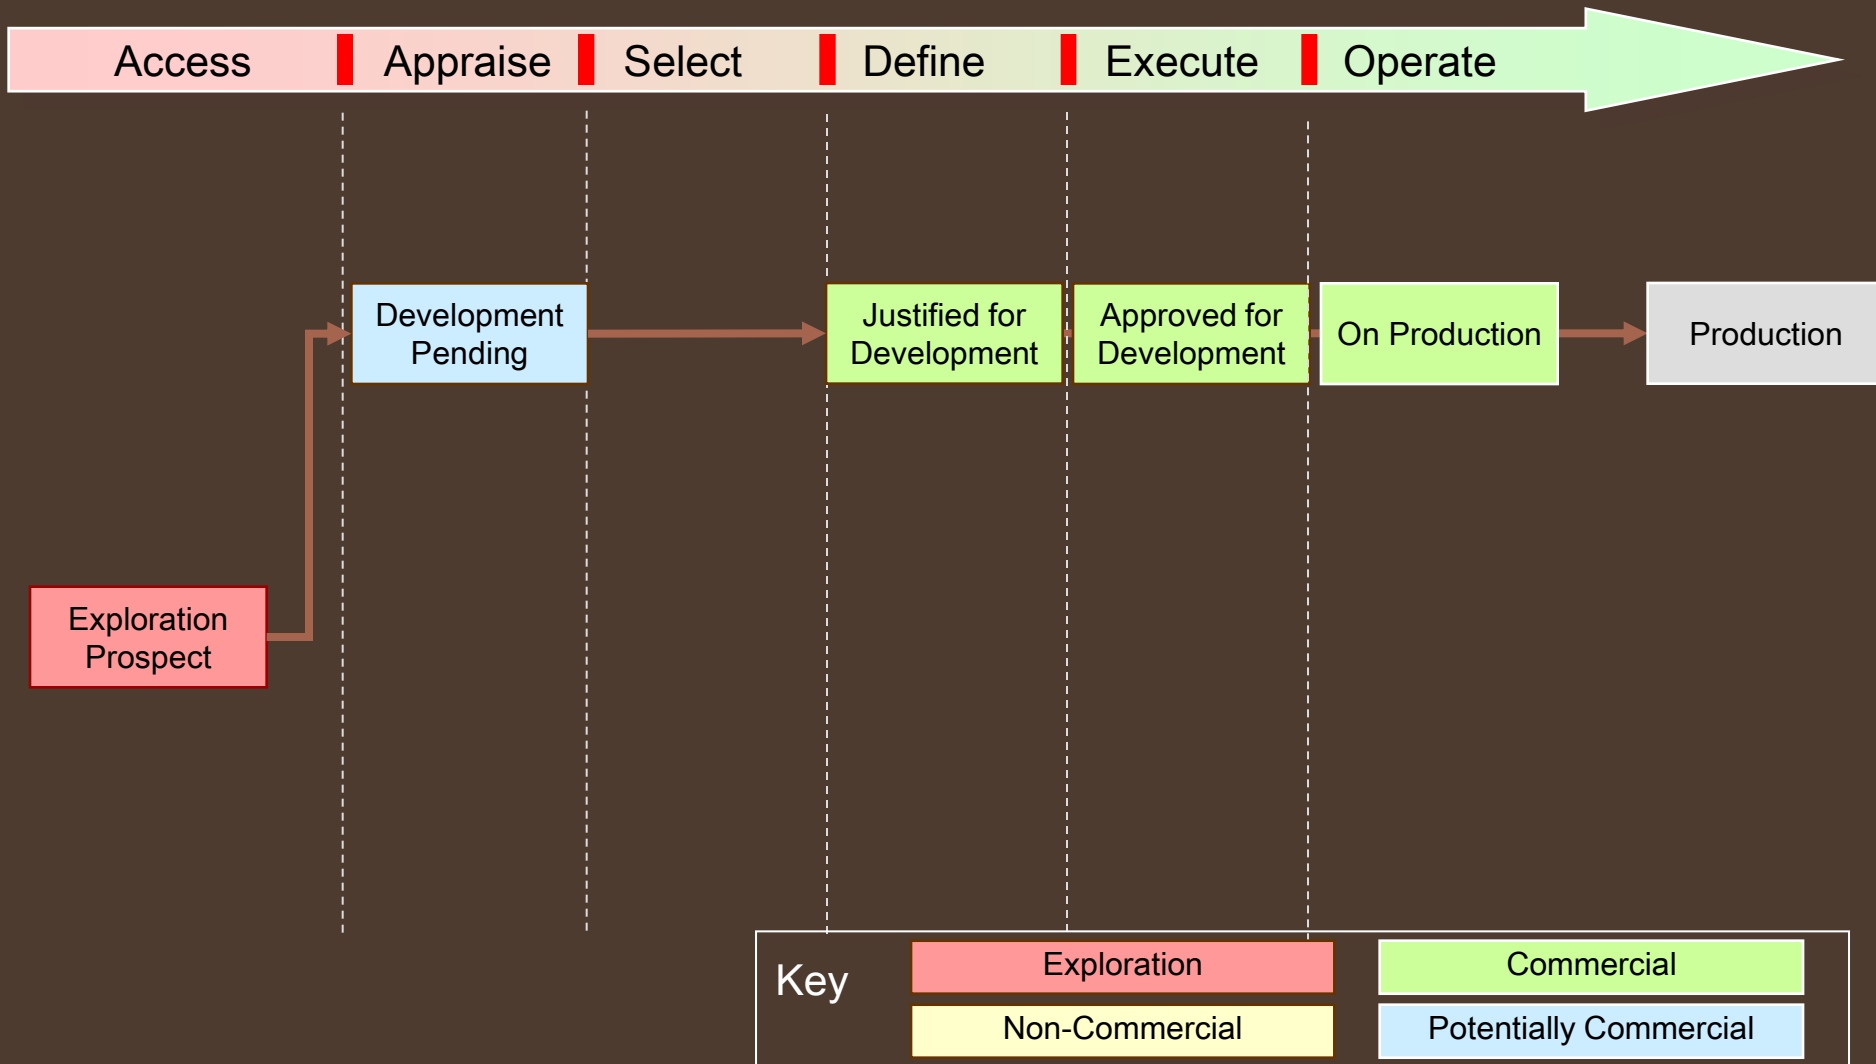 Access
Appraise
Select
Define
Execute
Operate
Development
Pending
Justified for
Development
Approved for
Development
On Production
Production
Exploration
Prospect
Key
Exploration
Commercial
Non-Commercial
Potentially Commercial